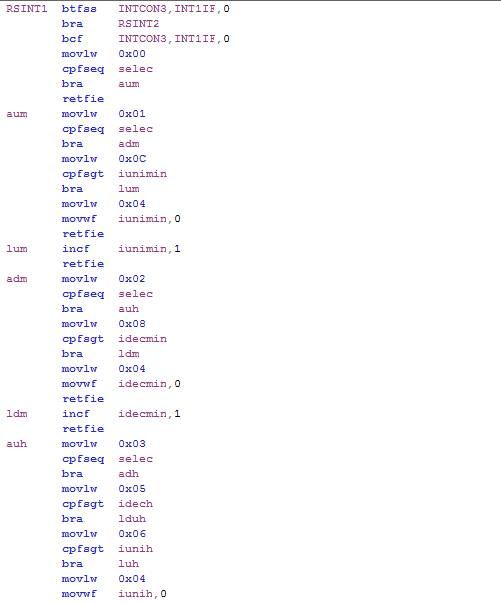 RSINT1 btfss INTCON3,INT1IF,0
bra RSINT2
bcf INTCON3,INT1IF,0
movlw 0x00
cpfseq selec
bra aum
retfie
aum movlw 0x01
cpfseq selec
bra adm
movlw 0x0C
cpfsgt iunimin
bra lum
movlw 0x04
movwf iunimin,0
retfie
lum incf iunimin,1
retfie
adm movlw 0x02
cpfseq selec
bra auh
movlw 0x08
cpfsgt idecmin
bra ldm
movlw 0x04
movwf idecmin,0
retfie
ldm incf idecmin,1
retfie
auh movlw 0x03
cpfseq selec
bra adh
movlw 0x05
cpfsgt idech
bra lduh
movlw 0x06
cpfsgt iunih
bra luh
movlw 0x04
movwf iunih,0